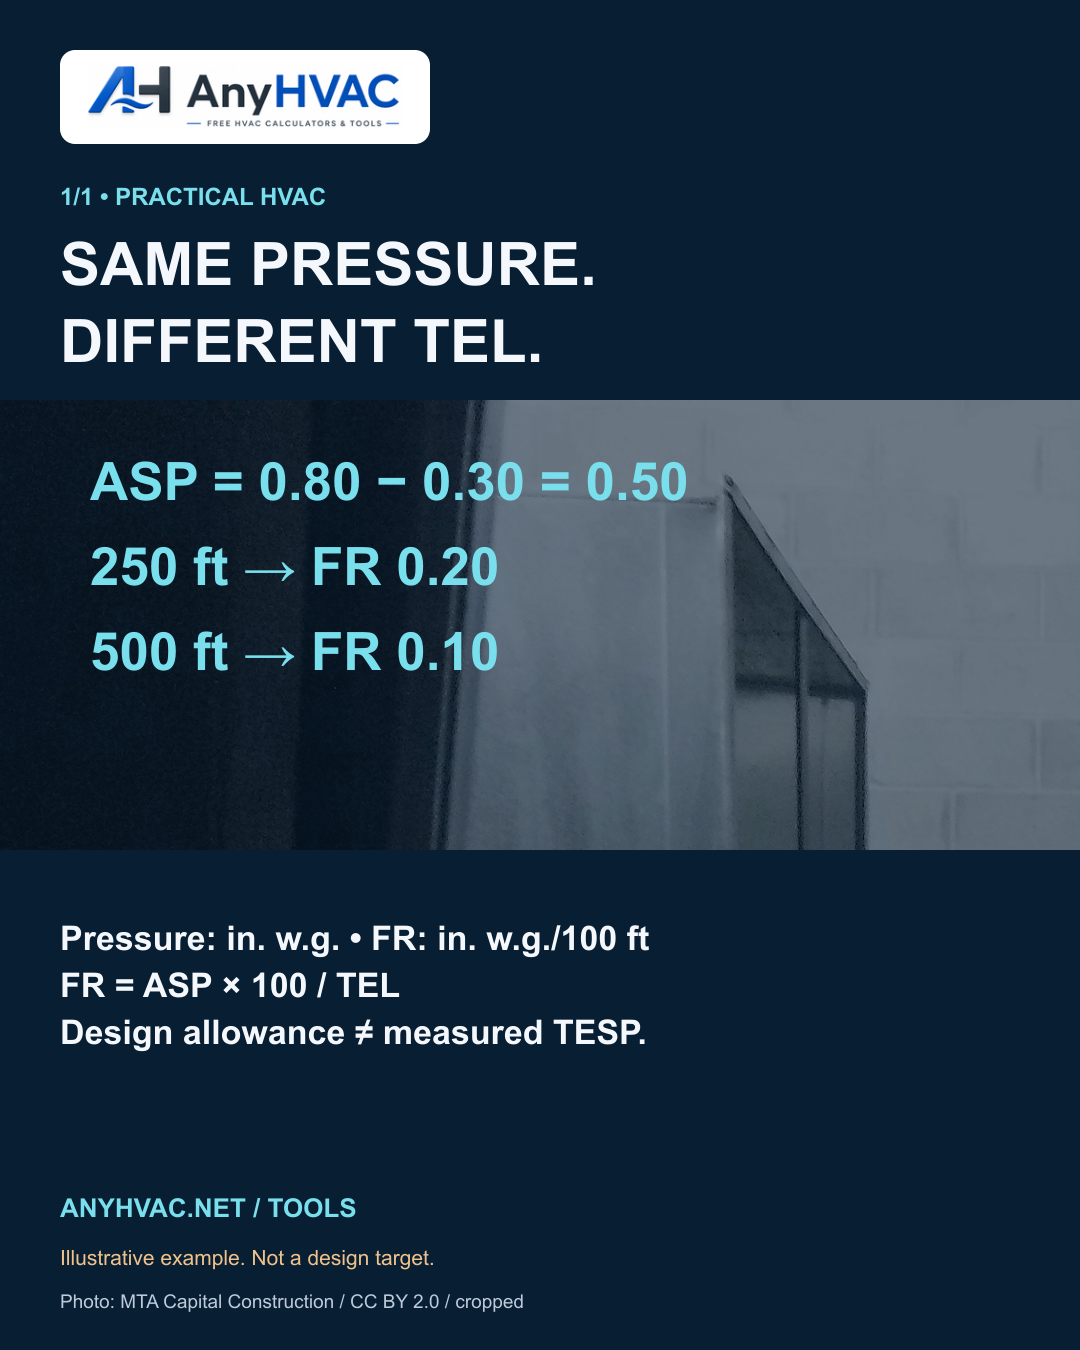 AH AnyHVAC
FREE HVAC CALCULATORS & TOOLS
1/1 • PRACTICAL HVAC
SAME PRESSURE.
DIFFERENT TEL.
ASP = 0.80 − 0.30 = 0.50
250 ft → FR 0.20
500 ft → FR 0.10
Pressure: in. w.g. • FR: in. w.g./100 ft
FR = ASP × 100 / TEL
Design allowance ≠ measured TESP.
ANYHVAC.NET / TOOLS
Illustrative example. Not a design target.
Photo: MTA Capital Construction / CC BY 2.0 / cropped